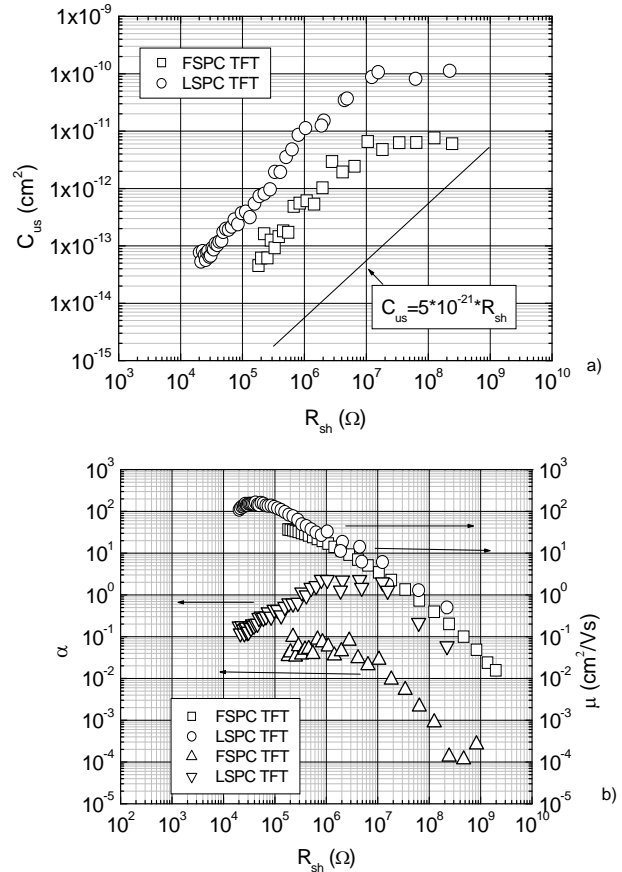 1x10⁻⁹
1x10⁻¹⁰
1x10⁻¹¹
1x10⁻¹²
1x10⁻¹³
1x10⁻¹⁴
1x10⁻¹⁵
C_us (cm²)
FSPC TFT
LSPC TFT
C_us=5*10⁻²¹*R_sh
10³ 10⁴ 10⁵ 10⁶ 10⁷ 10⁸ 10⁹ 10¹⁰
R_sh (Ω)
a)
10³ 10³
10² 10²
10¹ 10¹
10⁰ 10⁰
10⁻¹ 10⁻¹
10⁻² 10⁻²
10⁻³ 10⁻³
10⁻⁴ 10⁻⁴
10⁻⁵ 10⁻⁵
α
μ (cm²/Vs)
FSPC TFT
LSPC TFT
FSPC TFT
LSPC TFT
10² 10³ 10⁴ 10⁵ 10⁶ 10⁷ 10⁸ 10⁹ 10¹⁰
R_sh (Ω)
b)